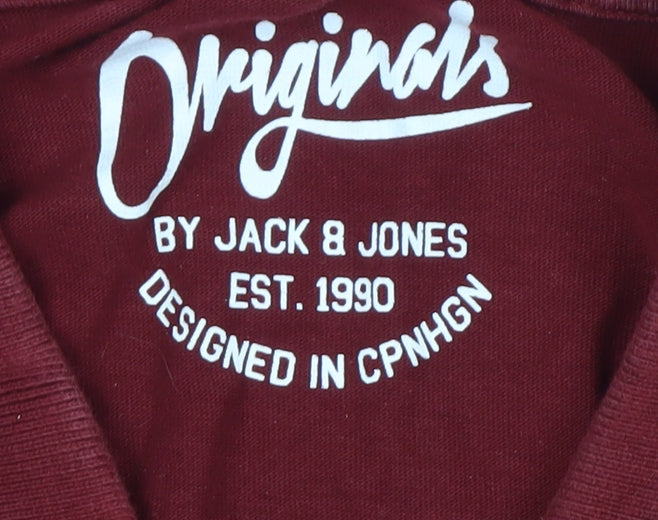 Originals
BY JACK & JONES
EST. 1990
DESIGNED IN CPNHGN